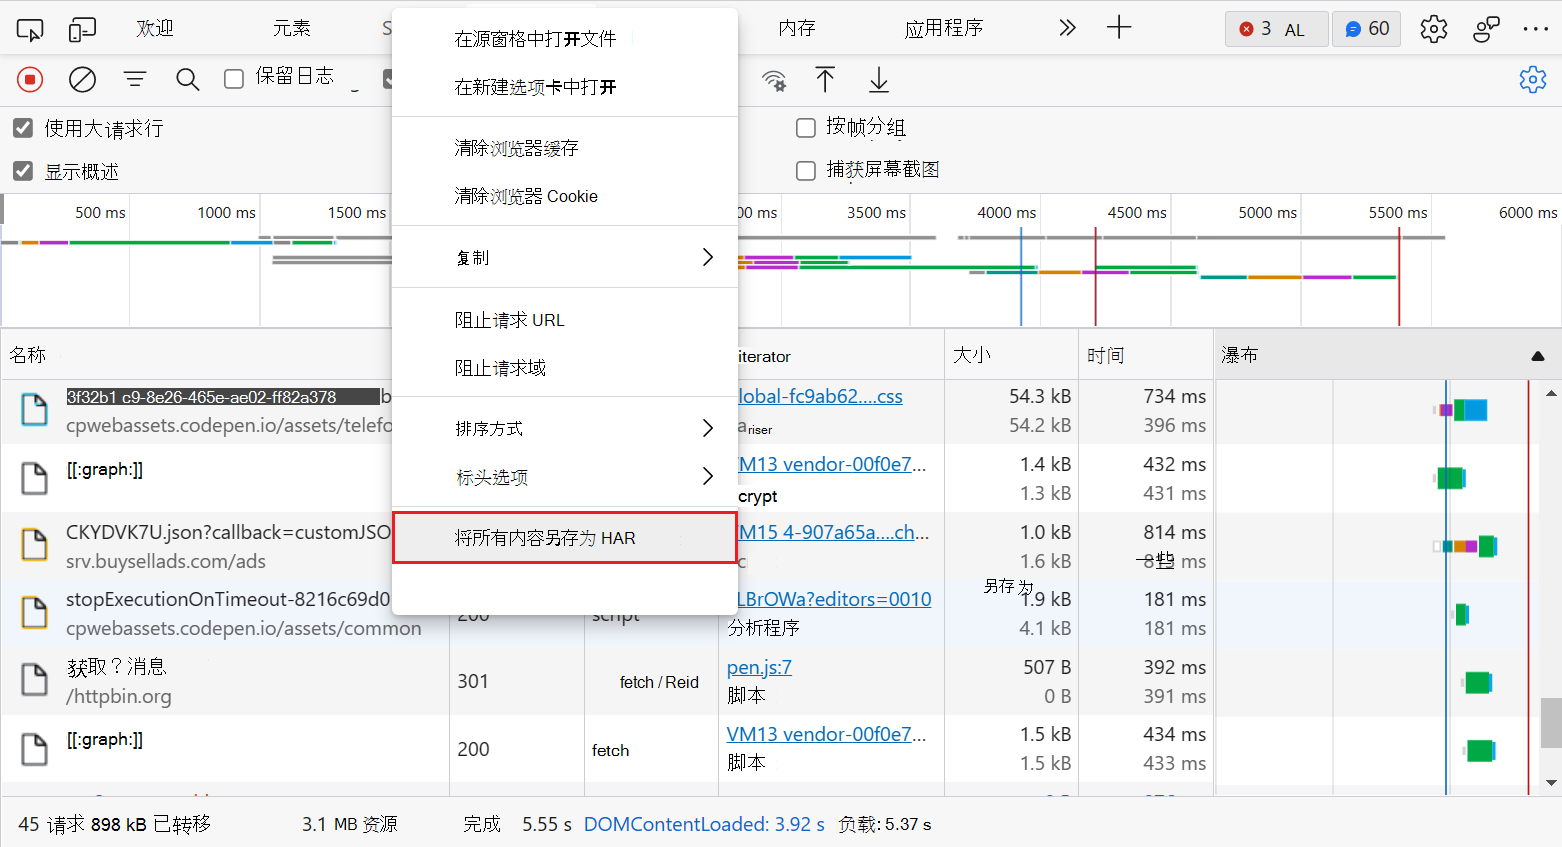 欢迎
元素
内存
应用程序
3 AL
60
保留日志
使用大请求行
显示概述
按帧分组
捕获屏幕截图
在源窗格中打开文件
在新建选项卡中打开
清除浏览器缓存
清除浏览器 Cookie
复制
阻止请求 URL
阻止请求域
排序方式
标头选项
将所有内容另存为 HAR
500 ms
1000 ms
1500 ms
00 ms
3500 ms
4000 ms
4500 ms
5000 ms
5500 ms
6000 ms
名称
iterator
大小
时间
瀑布
3f32b1 c9-8e26-465e-ae02-ff82a378 b
cpwebassets.codepen.io/assets/telefo
lobal-fc9ab62....css
a riser
54.3 kB
54.2 kB
734 ms
396 ms
[[:graph:]]
VM13 vendor-00f0e7...
crypt
1.4 kB
1.3 kB
432 ms
431 ms
CKYDVK7U.json?callback=customJSO
srv.buysellads.com/ads
VM15 4-907a65a....ch...
c
1.0 kB
1.6 kB
814 ms
一些
另存为
stopExecutionOnTimeout-8216c69d0
cpwebassets.codepen.io/assets/common
200
script
LBrOWa?editors=0010
分析程序
1.9 kB
4.1 kB
181 ms
181 ms
获取？消息
/httpbin.org
301
fetch / Reid
pen.js:7
脚本
507 B
0 B
392 ms
391 ms
[[:graph:]]
200
fetch
VM13 vendor-00f0e7...
脚本
1.5 kB
1.5 kB
434 ms
433 ms
45 请求 898 kB 已转移
3.1 MB 资源
完成 5.55 s DOMContentLoaded: 3.92 s 负载: 5.37 s